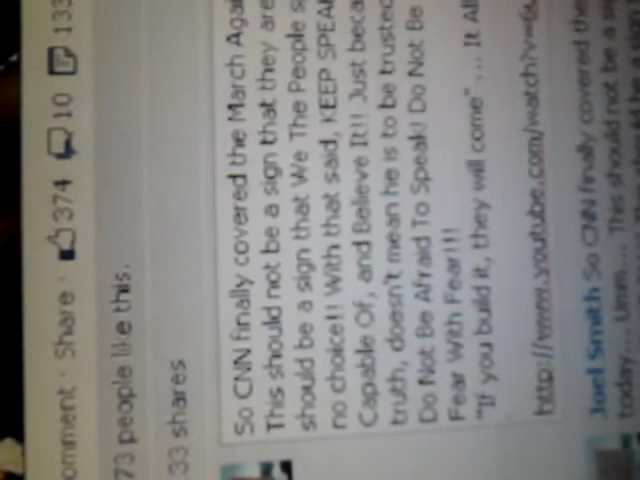 omment · Share · 374 10 133
73 people like this.
33 shares
So CNN finally covered the March Agai
This should not be a sign that they are
should be a sign that We The People s
no choice!! With that said, KEEP SPEA
Capable Of, and Believe It!! Just beca
truth, doesn't mean he is to be trusted
Do Not Be Afraid To Speak! Do Not Be
Fear With Fear!!!
"If you build it, they will come" ... It All
http://www.youtube.com/watch?v=
Joel Smith So CNN finally covered the
today... Umm... This should not be a si